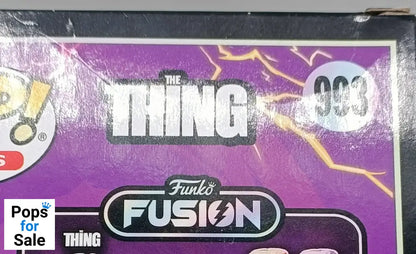 THE
THING
993
P!
®
S
Funko
FUSION
THING
Pops
for
Sale